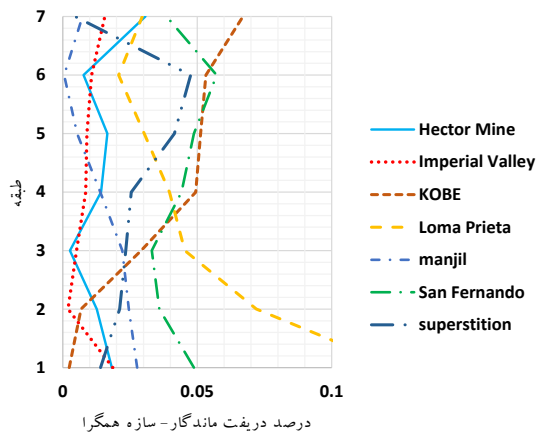 7
6
5
4
3
2
1
طبقه
0
0.05
0.1
درصد دریفت ماندگار- سازه همگرا
Hector Mine
Imperial Valley
KOBE
Loma Prieta
manjil
San Fernando
superstition